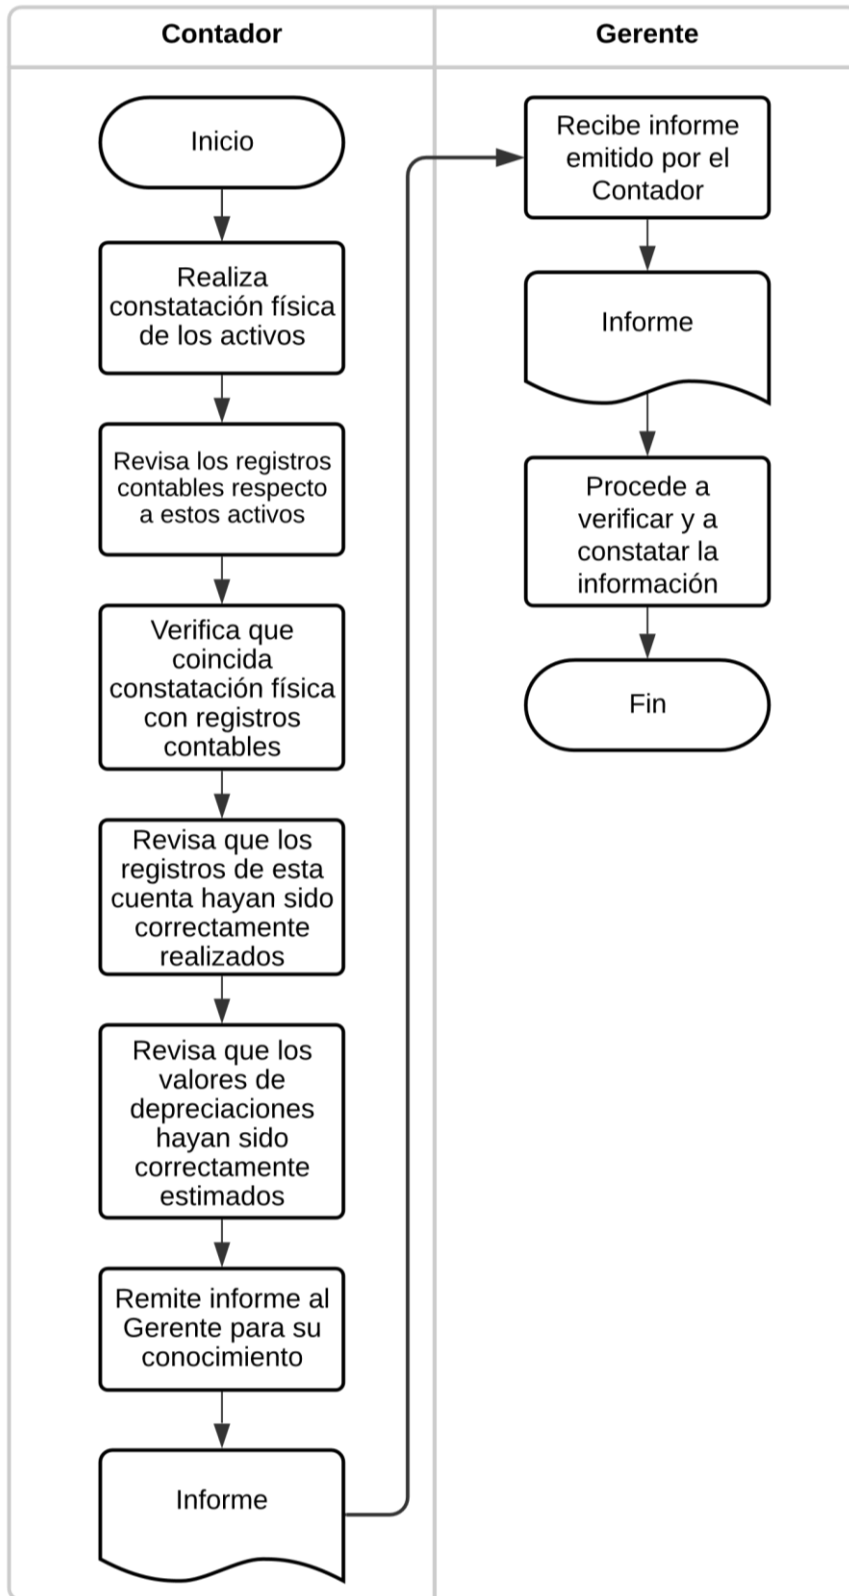 Contador
Gerente
Inicio
Realiza
constatación física
de los activos
Revisa los registros
contables respecto
a estos activos
Verifica que
coincida
constatación física
con registros
contables
Revisa que los
registros de esta
cuenta hayan sido
correctamente
realizados
Revisa que los
valores de
depreciaciones
hayan sido
correctamente
estimados
Remite informe al
Gerente para su
conocimiento
Informe
Recibe informe
emitido por el
Contador
Informe
Procede a
verificar y a
constatar la
información
Fin